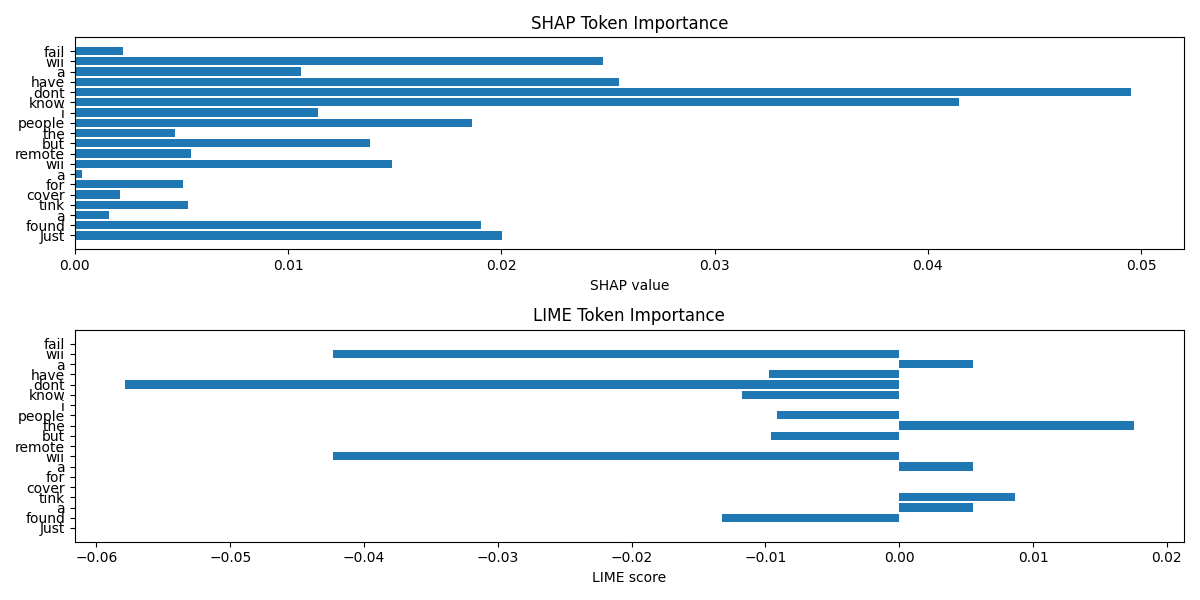 SHAP Token Importance
fail
wii
a
have
dont
know
I
people
the
but
remote
wii
a
for
cover
tink
a
found
Just
0.00 0.01 0.02 0.03 0.04 0.05
SHAP value
LIME Token Importance
fail
wii
a
have
dont
know
I
people
the
but
remote
wii
a
for
cover
tink
a
found
Just
−0.06 −0.05 −0.04 −0.03 −0.02 −0.01 0.00 0.01 0.02
LIME score